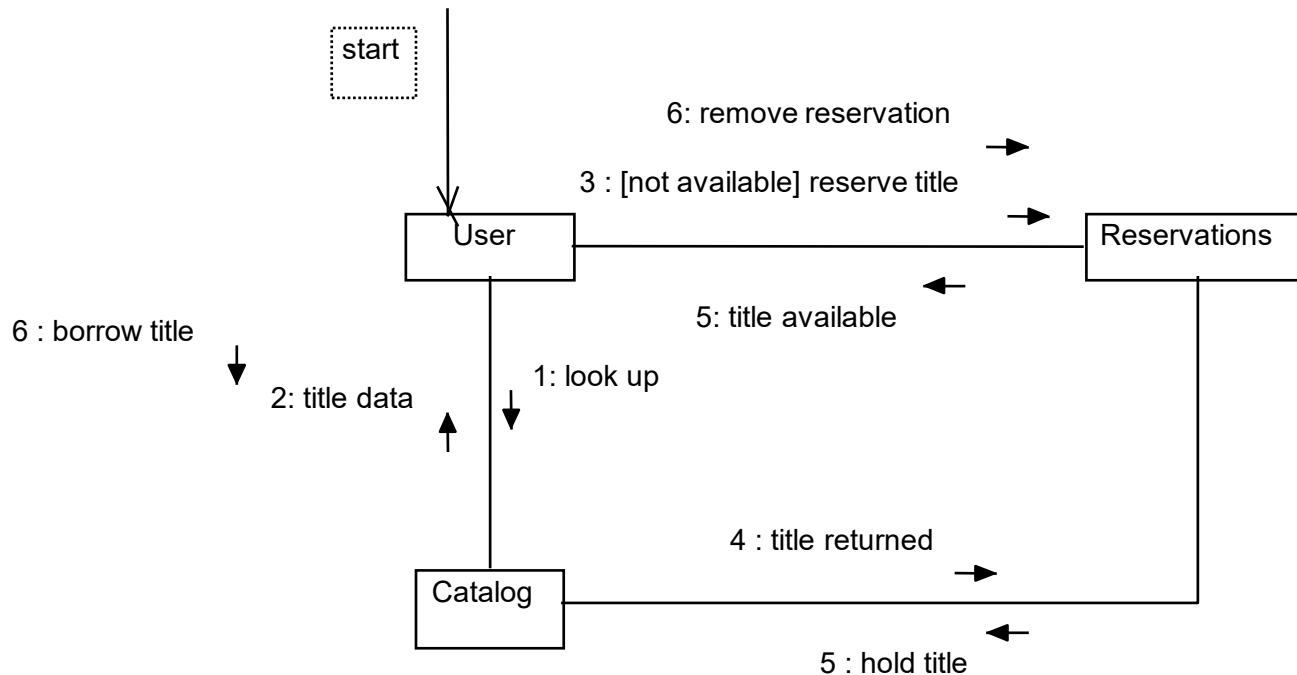 start
6: remove reservation
3 : [not available] reserve title
User
Reservations
5: title available
6 : borrow title
1: look up
2: title data
4 : title returned
Catalog
5 : hold title